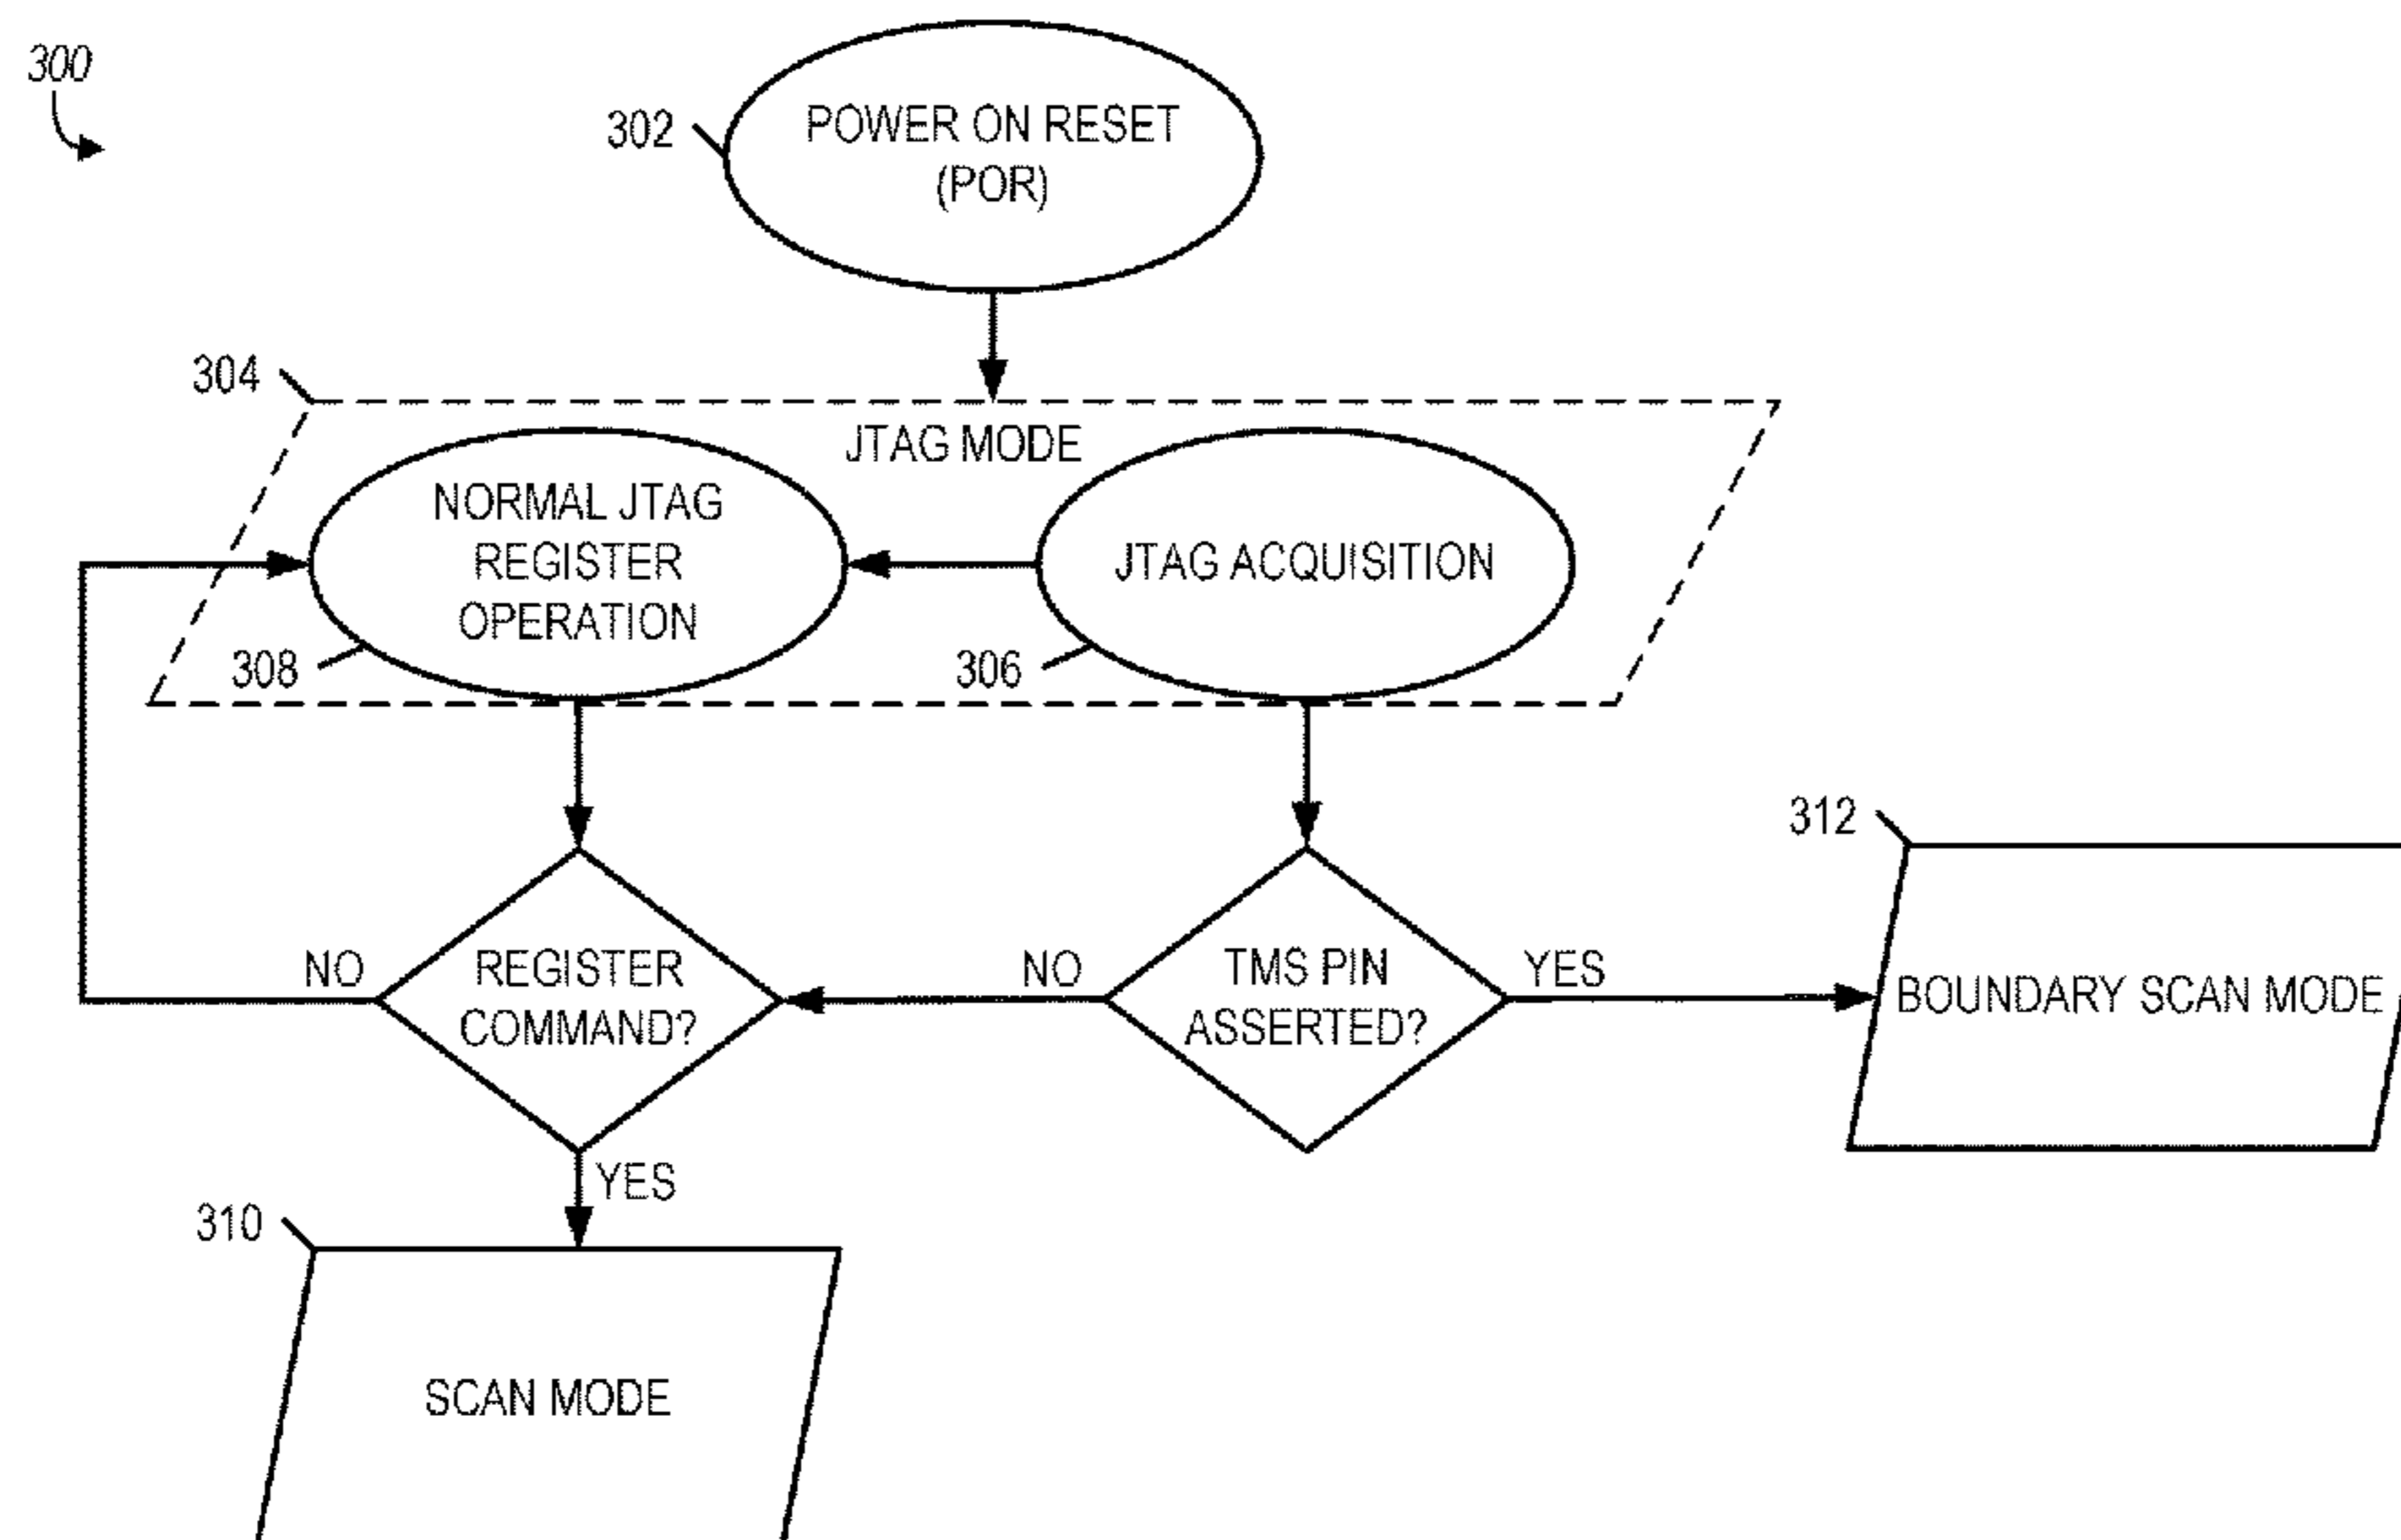 300
302
POWER ON RESET
(POR)
304
JTAG MODE
NORMAL JTAG
REGISTER
OPERATION
308
JTAG ACQUISITION
306
312
NO
REGISTER
COMMAND?
NO
TMS PIN
ASSERTED?
YES
BOUNDARY SCAN MODE
YES
310
SCAN MODE